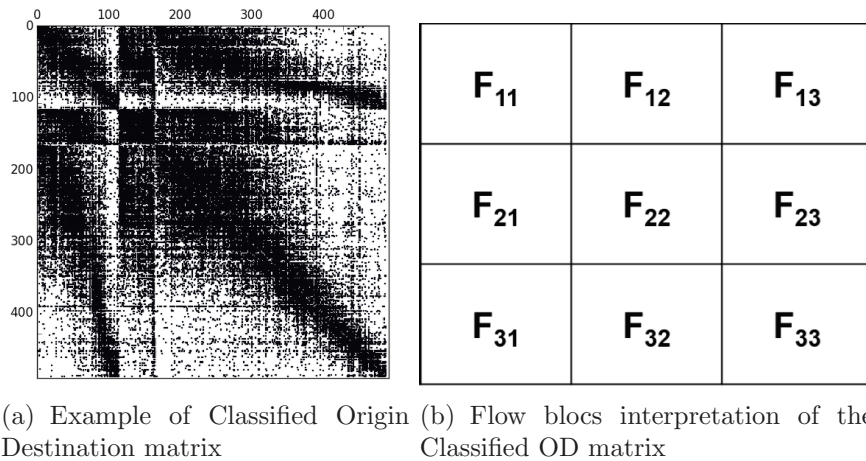 0 100 200 300 400
0
100
200
300
400
F11 F12 F13
F21 F22 F23
F31 F32 F33
(a) Example of Classified Origin
Destination matrix
(b) Flow blocs interpretation of the
Classified OD matrix